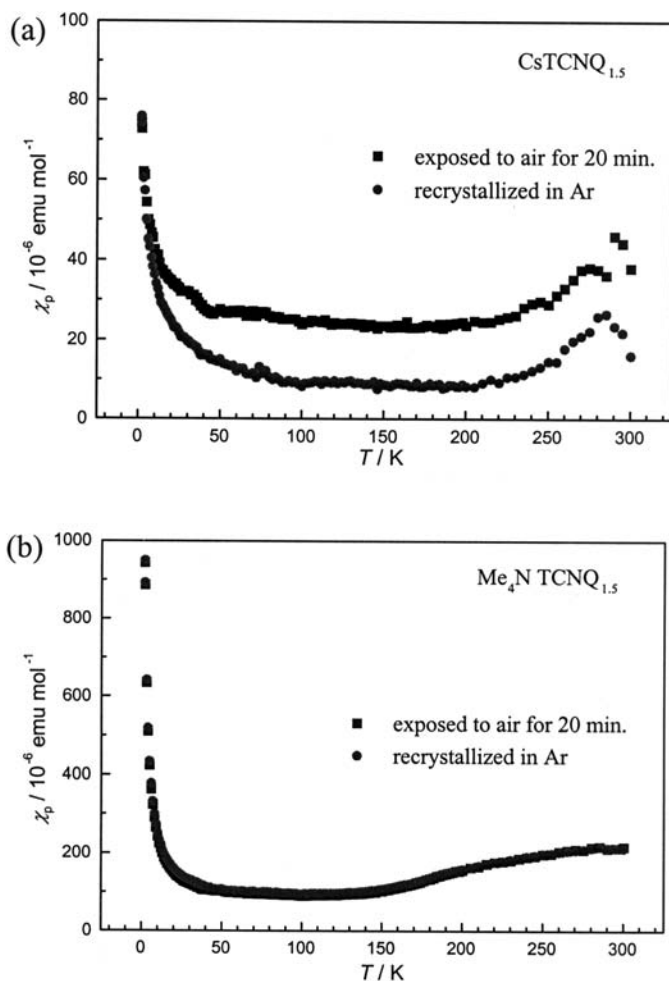 (a)
CsTCNQ1.5
exposed to air for 20 min.
recrystallized in Ar
χp / 10-6 emu mol-1
100
80
60
40
20
0
0 50 100 150 200 250 300
T / K
(b)
Me4N TCNQ1.5
exposed to air for 20 min.
recrystallized in Ar
χp / 10-6 emu mol-1
1000
800
600
400
200
0
0 50 100 150 200 250 300
T / K